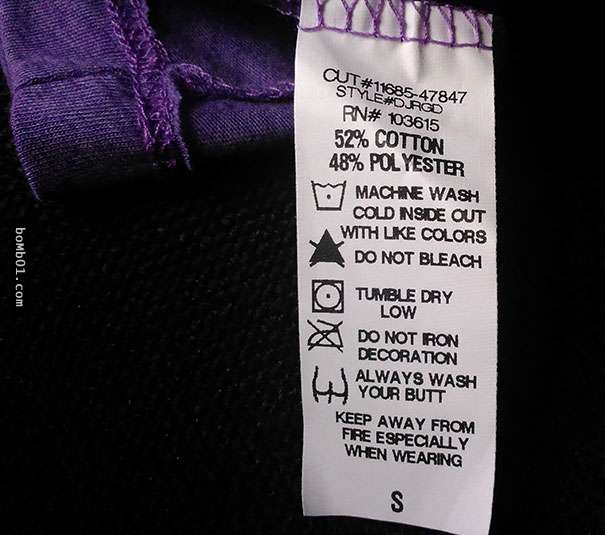 CUT#11685-47847
STYLE#DJRGD
RN# 103615
52% COTTON
48% POLYESTER
MACHINE WASH
COLD INSIDE OUT
WITH LIKE COLORS
DO NOT BLEACH
TUMBLE DRY
LOW
DO NOT IRON
DECORATION
ALWAYS WASH
YOUR BUTT
KEEP AWAY FROM
FIRE ESPECIALLY
WHEN WEARING
S
boMb01.com